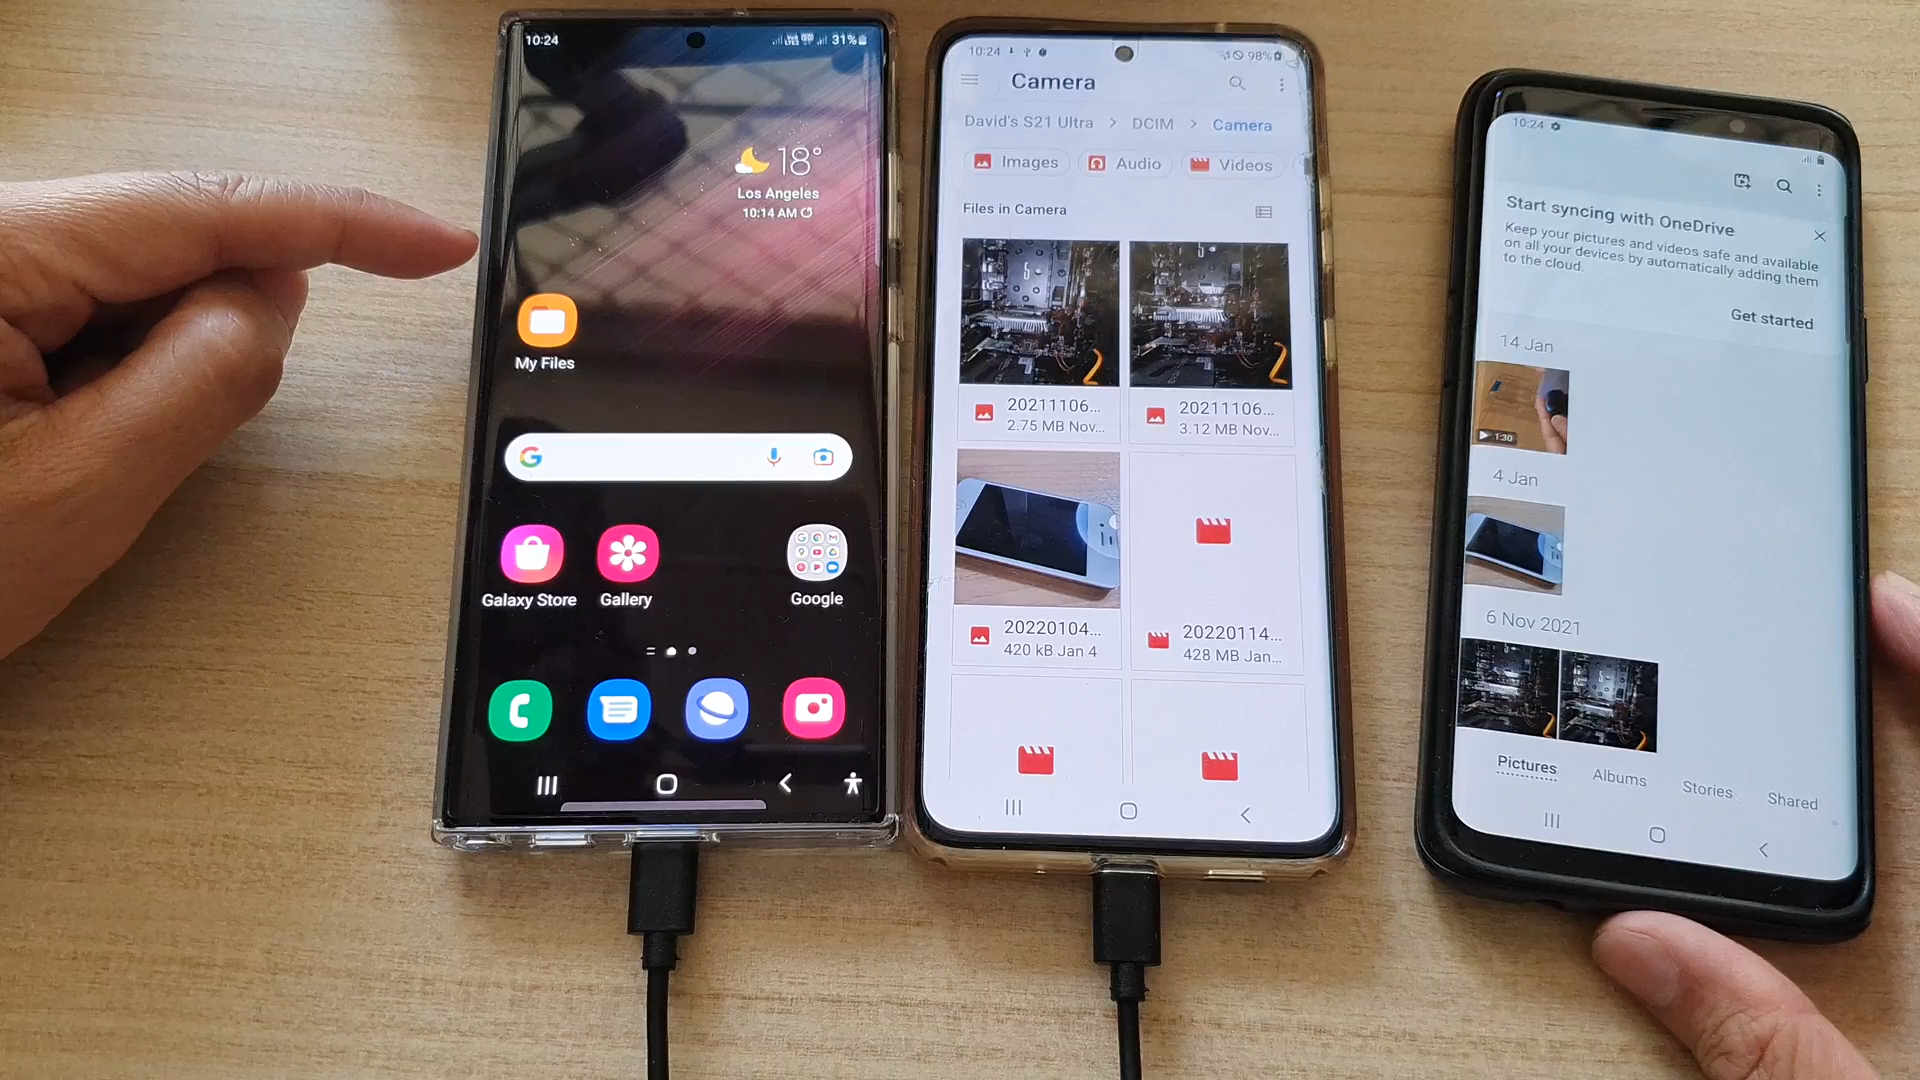 10:24
31%
18°
Los Angeles
10:14 AM
My Files
G
Galaxy Store
Gallery
Google
10:24
98%
Camera
David's S21 Ultra > DCIM > Camera
Images
Audio
Videos
Files in Camera
20211106...
2.75 MB Nov...
20211106...
3.12 MB Nov...
20220104...
420 kB Jan 4
20220114...
428 MB Jan...
10:24
Start syncing with OneDrive
Keep your pictures and videos safe and available
on all your devices by automatically adding them
to the cloud.
Get started
14 Jan
1:30
4 Jan
6 Nov 2021
Pictures
Albums
Stories
Shared